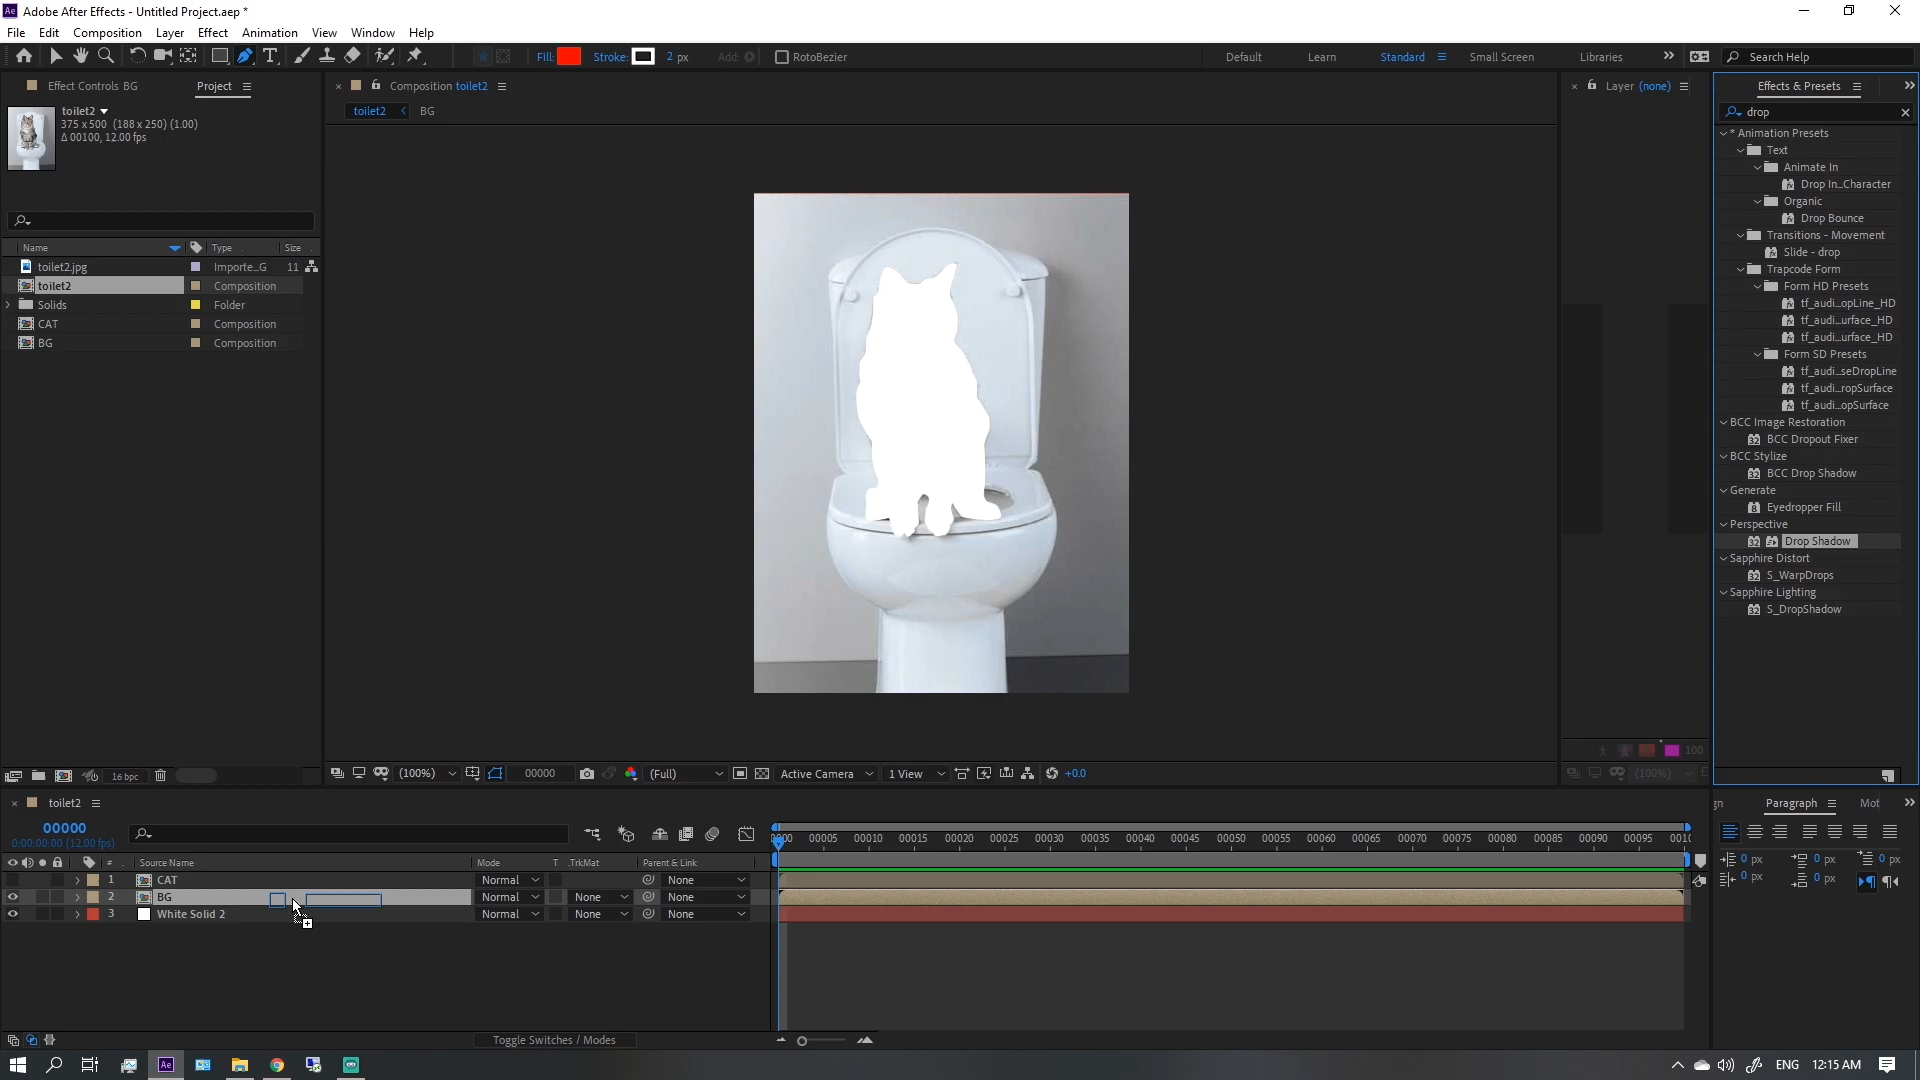 Adobe After Effects - Untitled Project.aep *
File Edit Composition Layer Effect Animation View Window Help
Fill: Stroke: 2 px Add: RotoBezier Default Learn Standard Small Screen Libraries Search Help
Effect Controls BG Project
Composition toilet2
Layer (none)
Effects & Presets
toilet2
375 x 500 (188 x 250) (1.00)
Δ 00100, 12.00 fps
toilet2 BG
drop
Name Type Size
toilet2.jpg Importe...G 11
toilet2 Composition
Solids Folder
CAT Composition
BG Composition
* Animation Presets
Text
Animate In
Drop In...Character
Organic
Drop Bounce
Transitions - Movement
Slide - drop
Trapcode Form
Form HD Presets
tf_audi...opLine_HD
tf_audi...urface_HD
tf_audi...urface_HD
Form SD Presets
tf_audi...seDropLine
tf_audi...ropSurface
tf_audi...opSurface
BCC Image Restoration
BCC Dropout Fixer
BCC Stylize
BCC Drop Shadow
Generate
Eyedropper Fill
Perspective
Drop Shadow
Sapphire Distort
S_WarpDrops
Sapphire Lighting
S_DropShadow
16 bpc
(100%) 00000 (Full) Active Camera 1 View +0.0
100
(100%)
toilet2
00000
0:00:00:00 (12.00 fps)
00005 00010 00015 00020 00025 00030 00035 00040 00045 00050 00055 00060 00065 00070 00075 00080 00085 00090 00095
# Source Name Mode T .TrkMat Parent & Link
1 CAT Normal None
2 BG Normal None None
3 White Solid 2 Normal None None
Toggle Switches / Modes
gn Paragraph Mot
0 px 0 px 0 px
0 px 0 px
ENG 12:15 AM